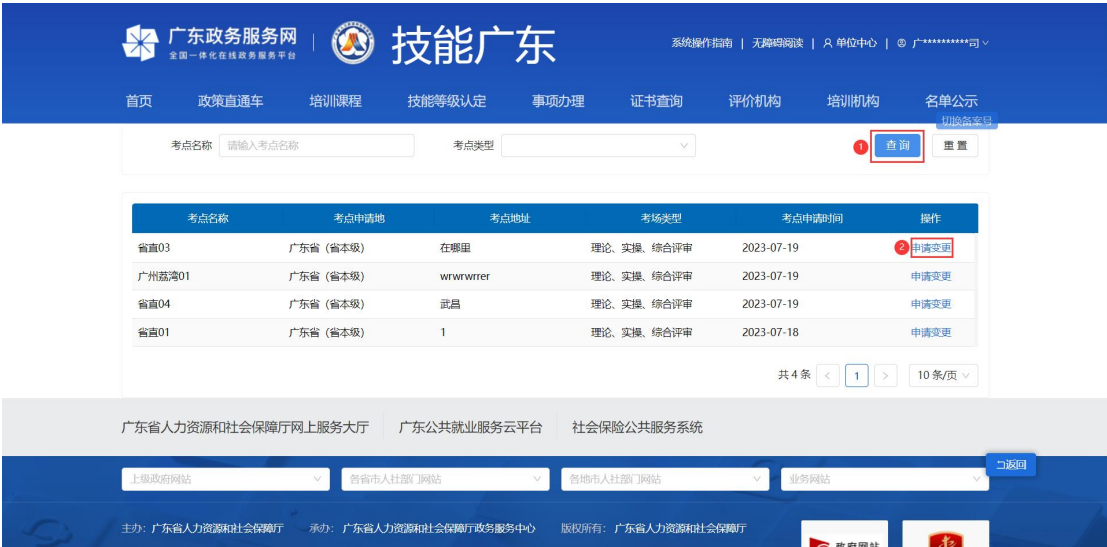 广东政务服务网
全国一体化在线政务服务平台
技能广东
系统操作指南 | 无障碍阅读 | 单位中心 | 广**********司
首页 政策直通车 培训课程 技能等级认定 事项办理 证书查询 评价机构 培训机构 名单公示
切换备案号
考点名称 请输入考点名称 考点类型 1 查询 重置
考点名称 考点申请地 考点地址 考场类型 考点申请时间 操作
省直03 广东省（省本级） 在哪里 理论、实操、综合评审 2023-07-19 2 申请变更
广州荔湾01 广东省（省本级） wrwrwrrer 理论、实操、综合评审 2023-07-19 申请变更
省直04 广东省（省本级） 武昌 理论、实操、综合评审 2023-07-19 申请变更
省直01 广东省（省本级） 1 理论、实操、综合评审 2023-07-18 申请变更
共 4 条 < 1 > 10 条/页
广东省人力资源和社会保障厅网上服务大厅 广东公共就业服务云平台 社会保险公共服务系统
返回
上级政府网站 各省市人社部门网站 各地市人社部门网站 业务网站
主办：广东省人力资源和社会保障厅 承办：广东省人力资源和社会保障厅政务服务中心 版权所有：广东省人力资源和社会保障厅
政府网站